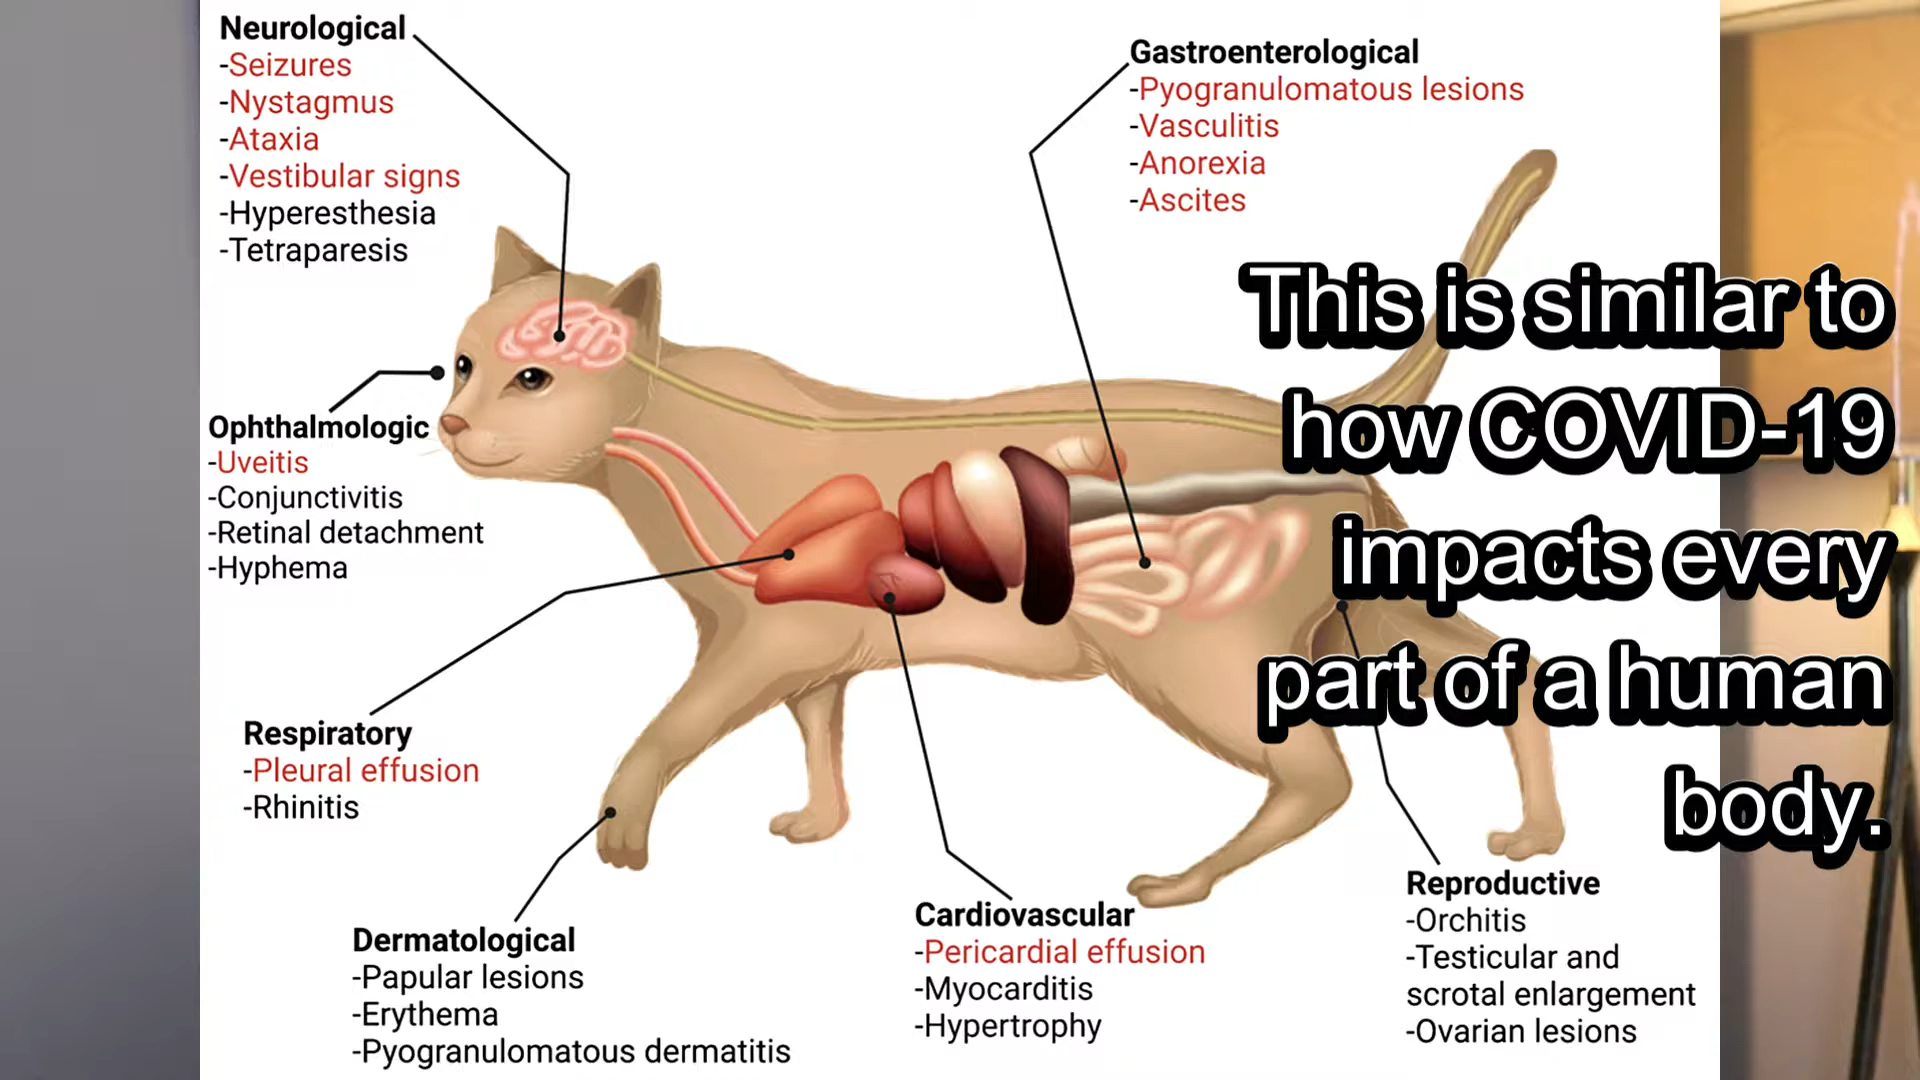 Neurological
-Seizures
-Nystagmus
-Ataxia
-Vestibular signs
-Hyperesthesia
-Tetraparesis
Gastroenterological
-Pyogranulomatous lesions
-Vasculitis
-Anorexia
-Ascites
This is similar to
how COVID-19
impacts every
part of a human
body.
Ophthalmologic
-Uveitis
-Conjunctivitis
-Retinal detachment
-Hyphema
Respiratory
-Pleural effusion
-Rhinitis
Dermatological
-Papular lesions
-Erythema
-Pyogranulomatous dermatitis
Cardiovascular
-Pericardial effusion
-Myocarditis
-Hypertrophy
Reproductive
-Orchitis
-Testicular and
scrotal enlargement
-Ovarian lesions